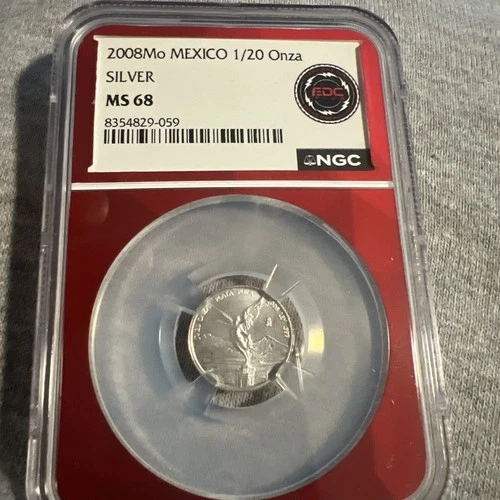 2008Mo MEXICO 1/20 Onza
SILVER
MS 68
8354829-059
EDC
NGC